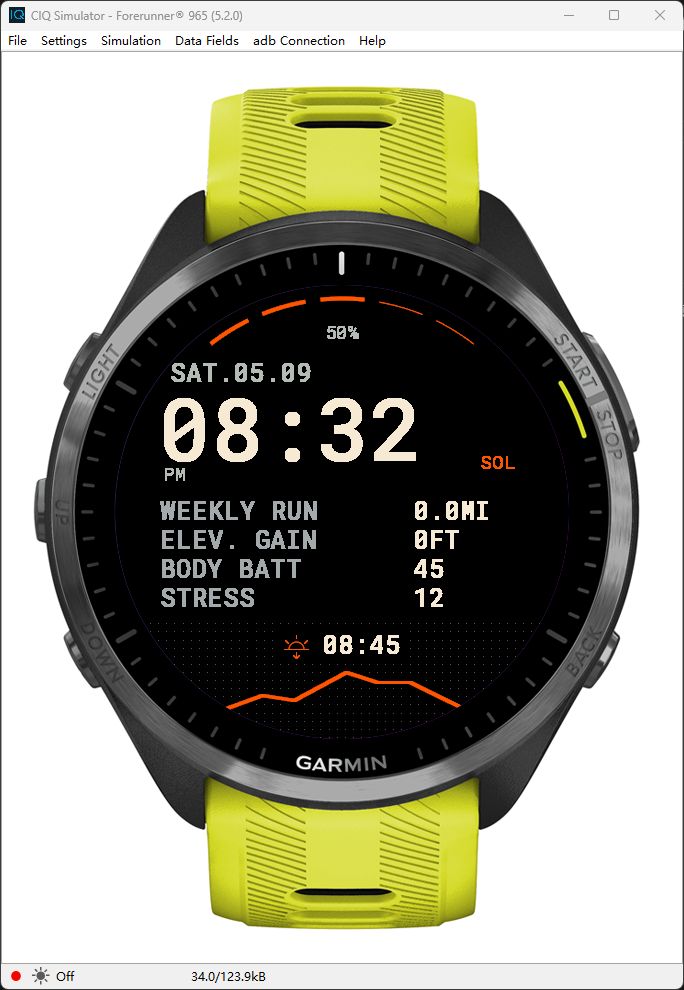 CIQ Simulator - Forerunner® 965 (5.2.0)
File Settings Simulation Data Fields adb Connection Help
50%
SAT.05.09
08:32
PM
SOL
WEEKLY RUN 0.0MI
ELEV. GAIN 0FT
BODY BATT 45
STRESS 12
08:45
LIGHT
START
STOP
UP
DOWN
BACK
GARMIN
Off 34.0/123.9kB